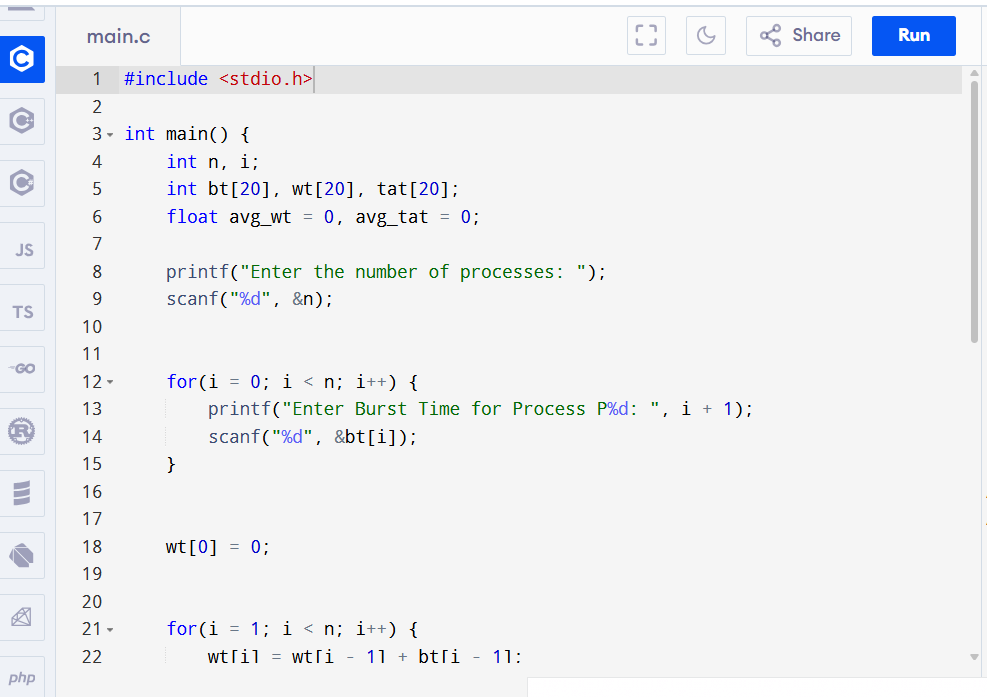 main.c
Share
Run
1 #include <stdio.h>
2
3 int main() {
4 int n, i;
5 int bt[20], wt[20], tat[20];
6 float avg_wt = 0, avg_tat = 0;
7
8 printf("Enter the number of processes: ");
9 scanf("%d", &n);
10
11
12 for(i = 0; i < n; i++) {
13 printf("Enter Burst Time for Process P%d: ", i + 1);
14 scanf("%d", &bt[i]);
15 }
16
17
18 wt[0] = 0;
19
20
21 for(i = 1; i < n; i++) {
22 wt[i] = wt[i - 1] + bt[i - 1];
C
C++
C#
JS
TS
GO
R
php